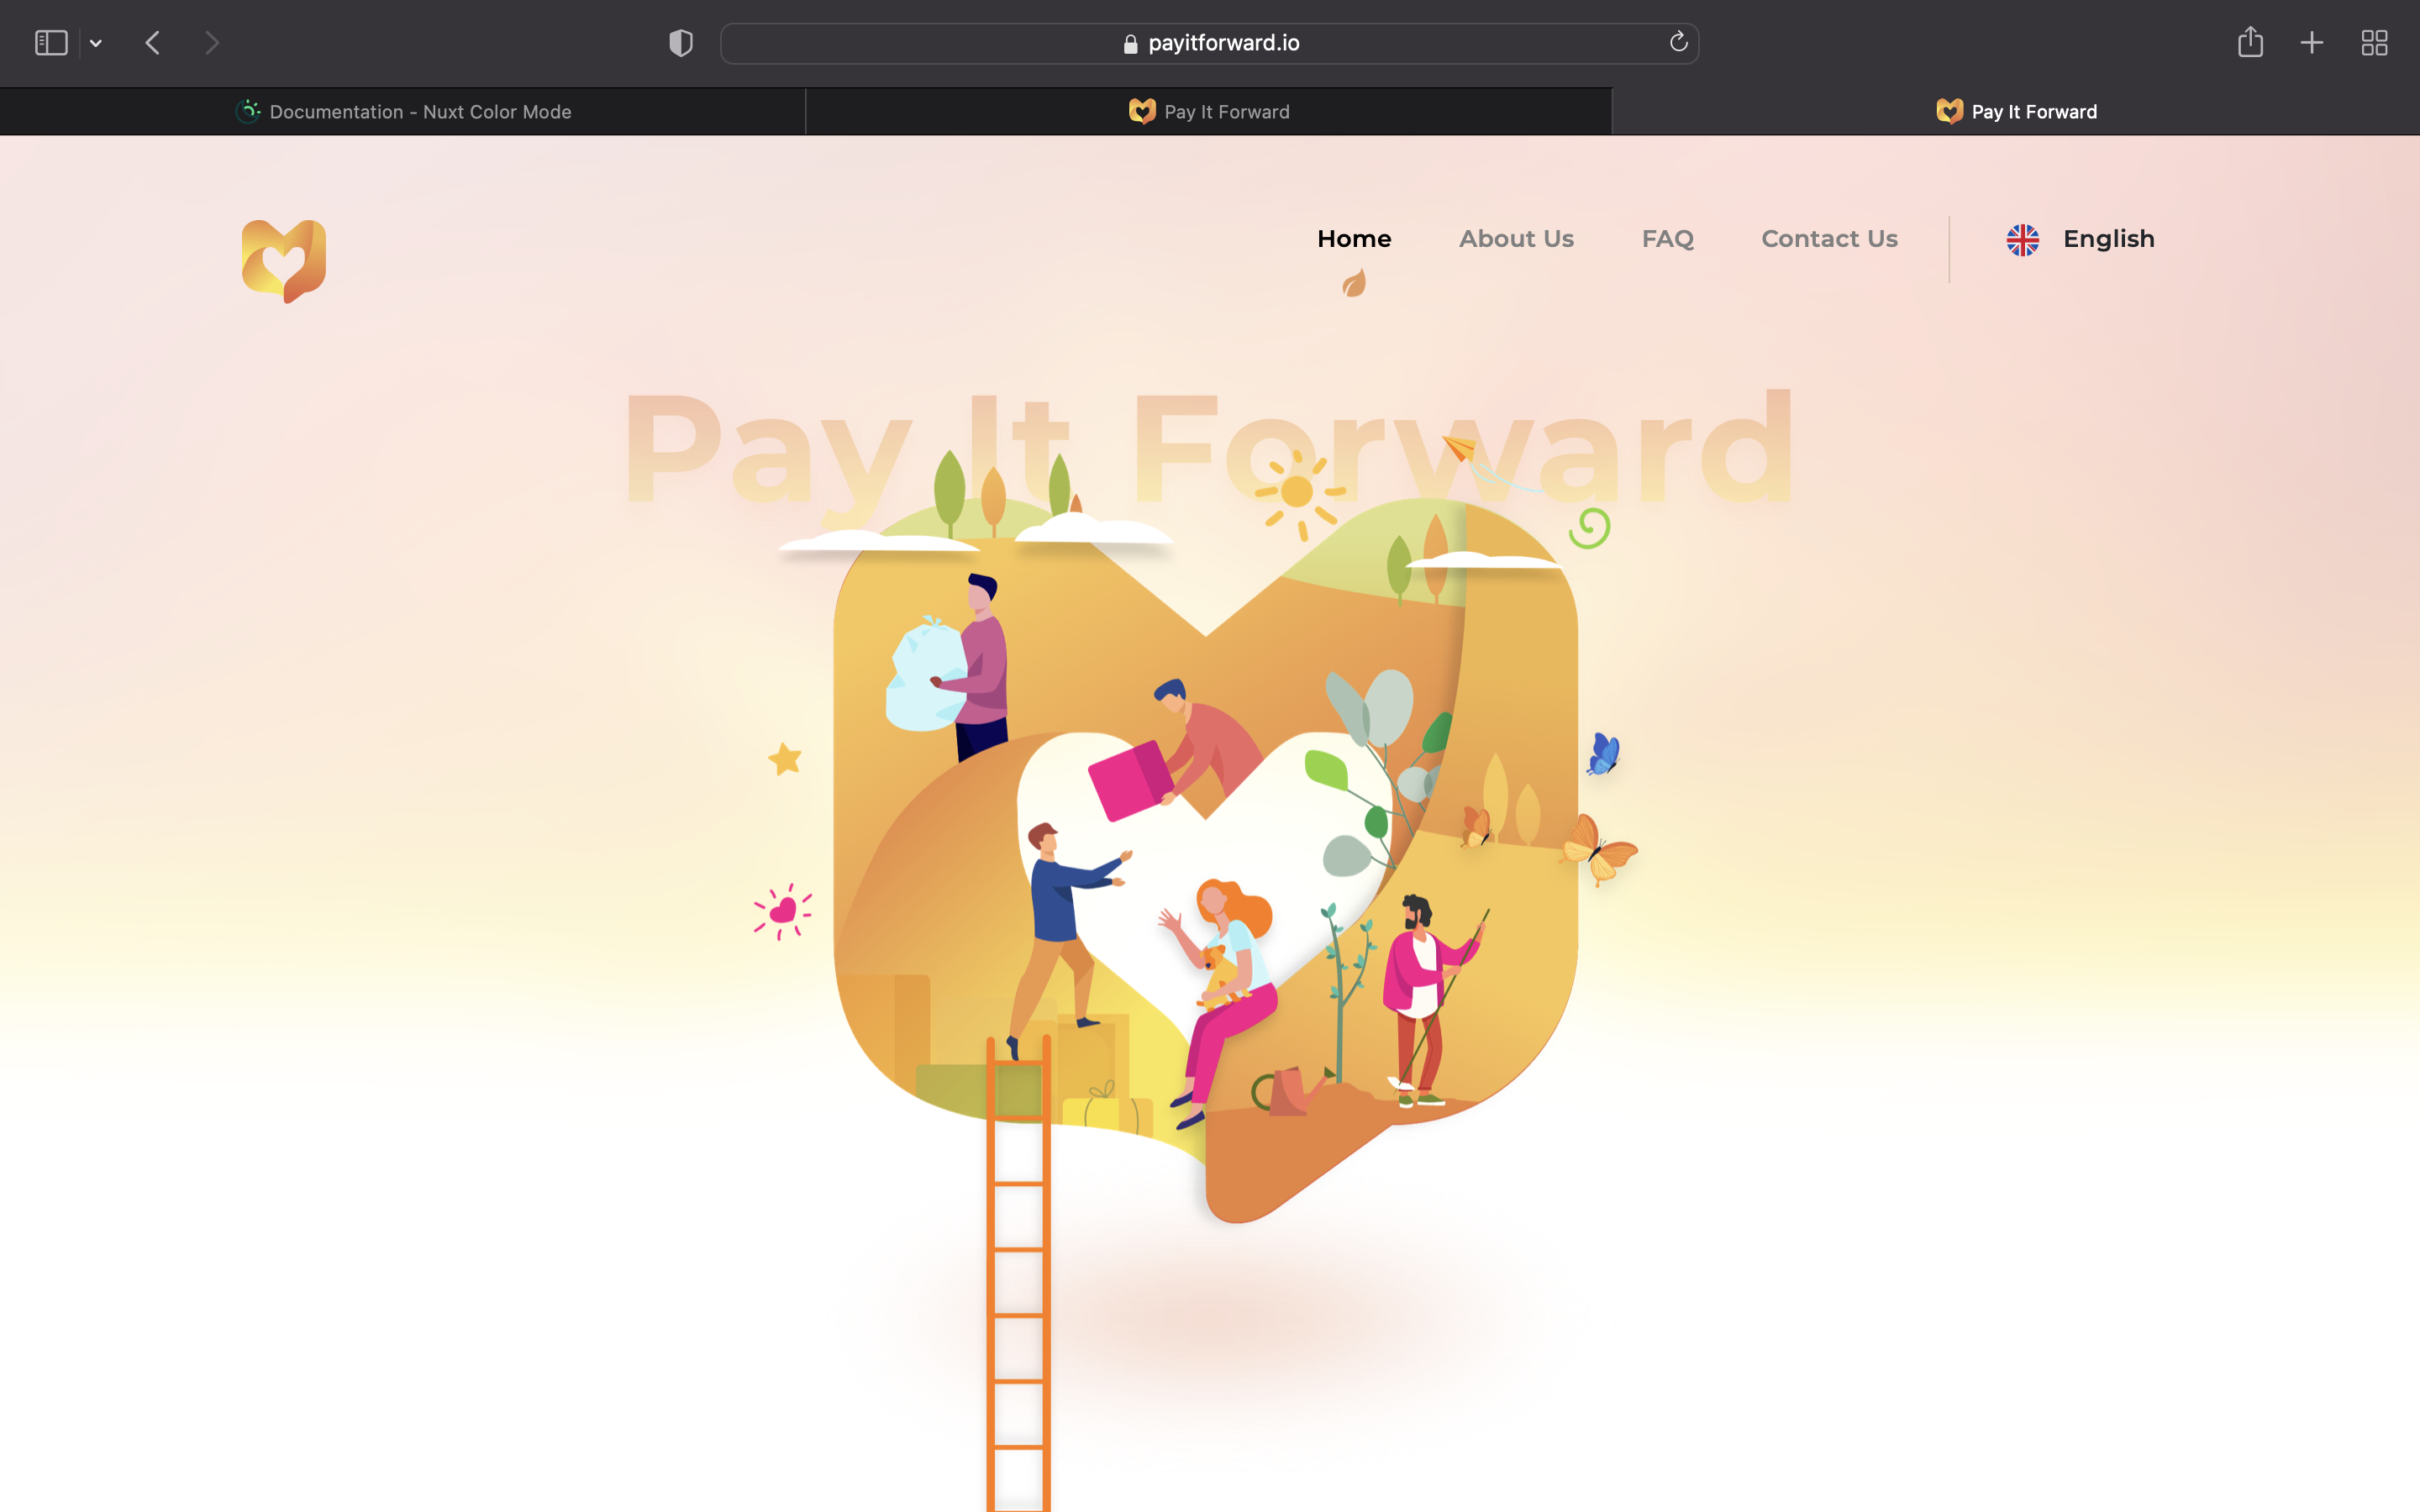 payitforward.io
Documentation - Nuxt Color Mode
Pay It Forward
Pay It Forward
Home
About Us
FAQ
Contact Us
English
Pay It Forward